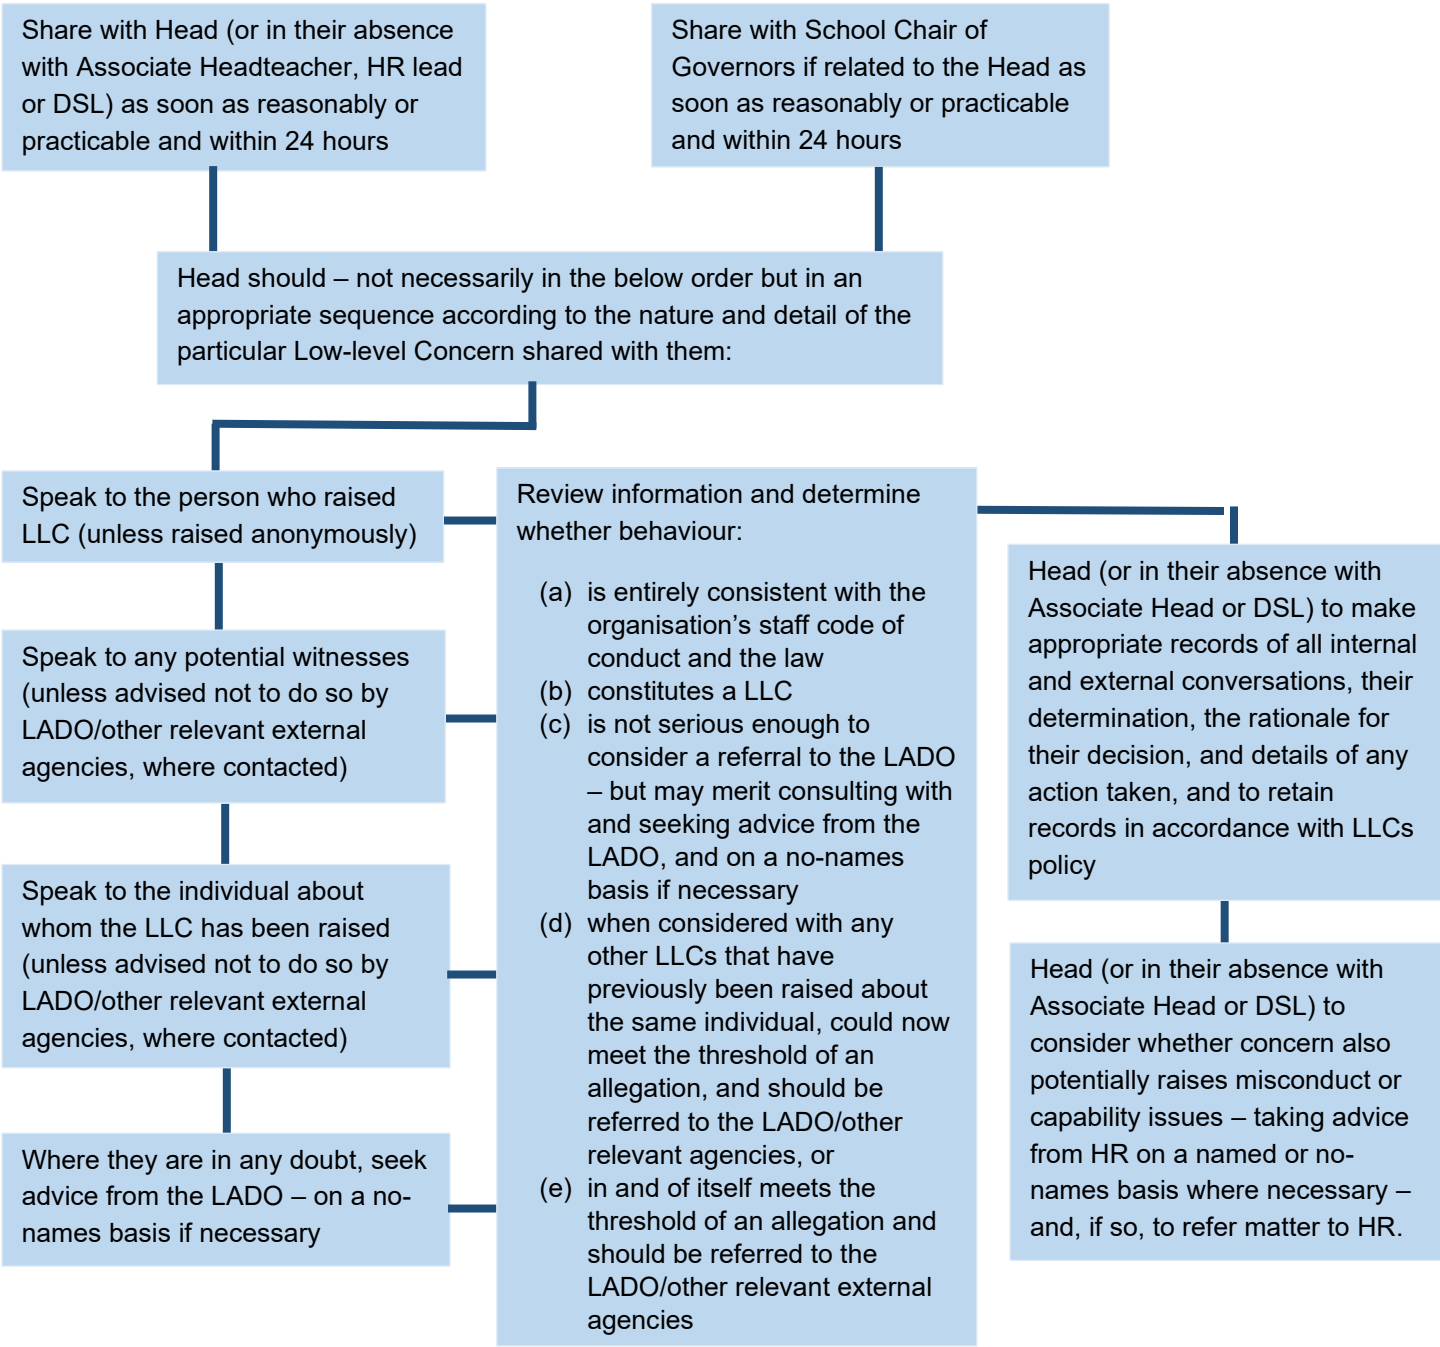 Share with Head (or in their absence
with Associate Headteacher, HR lead
or DSL) as soon as reasonably or
practicable and within 24 hours
Share with School Chair of
Governors if related to the Head as
soon as reasonably or practicable
and within 24 hours
Head should – not necessarily in the below order but in an
appropriate sequence according to the nature and detail of the
particular Low-level Concern shared with them:
Speak to the person who raised
LLC (unless raised anonymously)
Speak to any potential witnesses
(unless advised not to do so by
LADO/other relevant external
agencies, where contacted)
Speak to the individual about
whom the LLC has been raised
(unless advised not to do so by
LADO/other relevant external
agencies, where contacted)
Where they are in any doubt, seek
advice from the LADO – on a no-
names basis if necessary
Review information and determine
whether behaviour:
(a) is entirely consistent with the
organisation’s staff code of
conduct and the law
(b) constitutes a LLC
(c) is not serious enough to
consider a referral to the LADO
– but may merit consulting with
and seeking advice from the
LADO, and on a no-names
basis if necessary
(d) when considered with any
other LLCs that have
previously been raised about
the same individual, could now
meet the threshold of an
allegation, and should be
referred to the LADO/other
relevant agencies, or
(e) in and of itself meets the
threshold of an allegation and
should be referred to the
LADO/other relevant external
agencies
Head (or in their absence with
Associate Head or DSL) to make
appropriate records of all internal
and external conversations, their
determination, the rationale for
their decision, and details of any
action taken, and to retain
records in accordance with LLCs
policy
Head (or in their absence with
Associate Head or DSL) to
consider whether concern also
potentially raises misconduct or
capability issues – taking advice
from HR on a named or no-
names basis where necessary –
and, if so, to refer matter to HR.